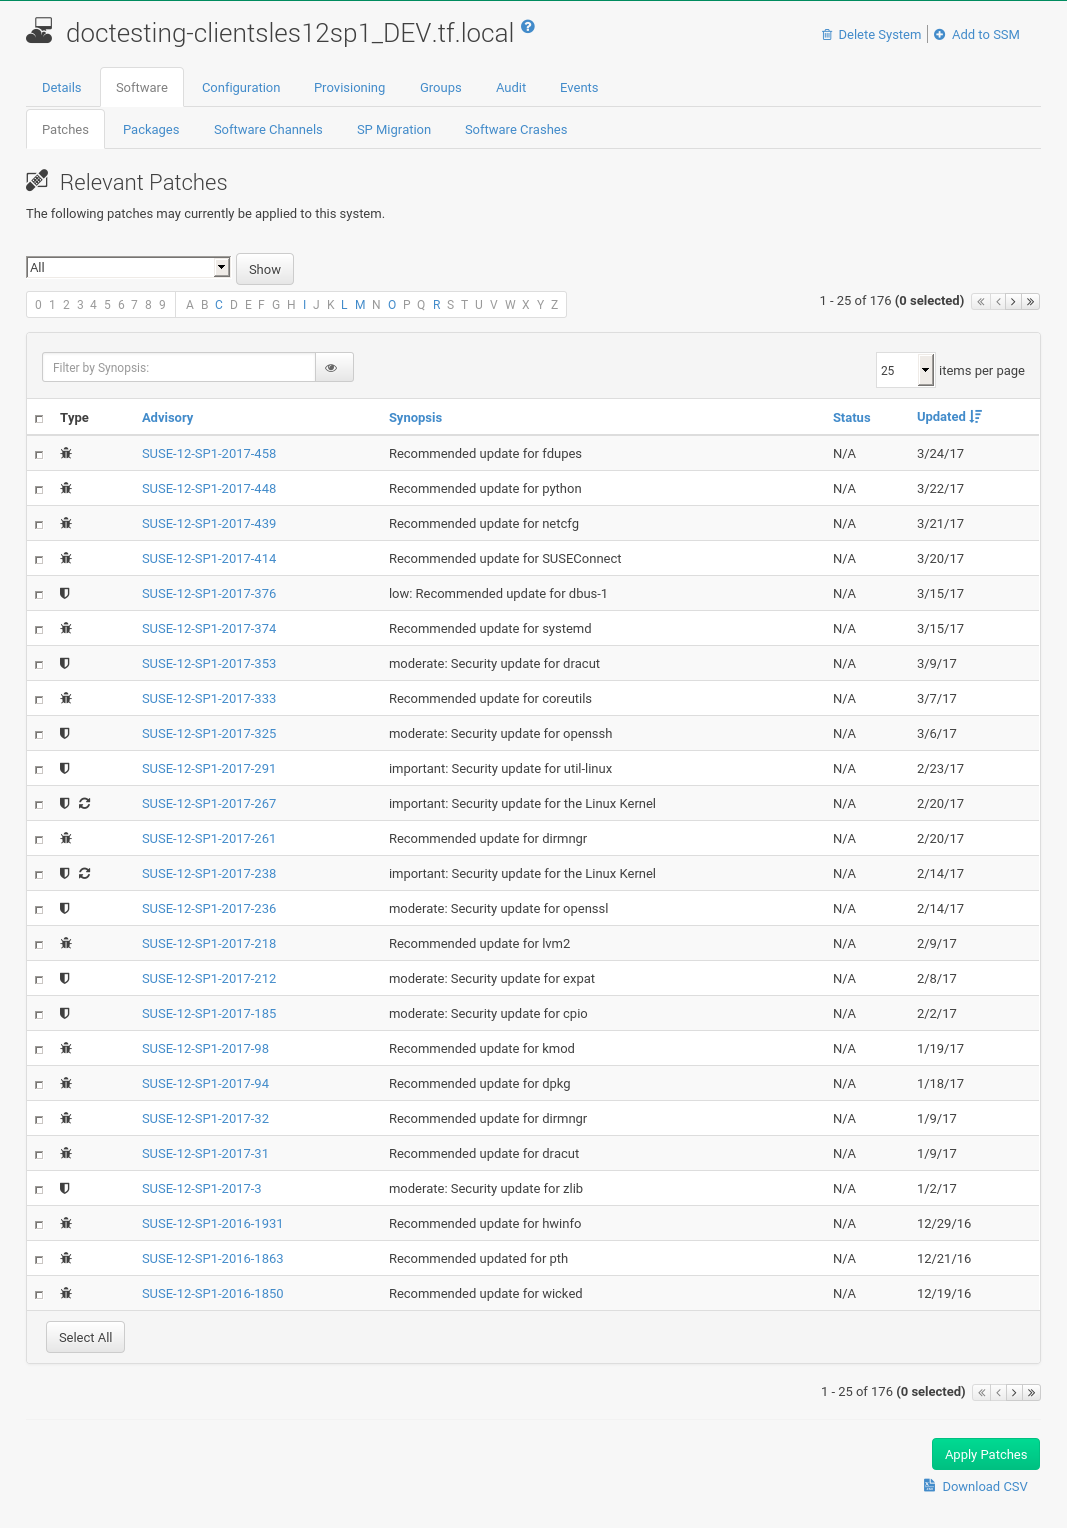 doctesting-clientsles12sp1_DEV.tf.local
Delete System Add to SSM
Details Software Configuration Provisioning Groups Audit Events
Patches Packages Software Channels SP Migration Software Crashes
Relevant Patches
The following patches may currently be applied to this system.
All Show
0 1 2 3 4 5 6 7 8 9 A B C D E F G H I J K L M N O P Q R S T U V W X Y Z
1 - 25 of 176 (0 selected)
Filter by Synopsis: 25 items per page
Type Advisory Synopsis Status Updated
SUSE-12-SP1-2017-458 Recommended update for fdupes N/A 3/24/17
SUSE-12-SP1-2017-448 Recommended update for python N/A 3/22/17
SUSE-12-SP1-2017-439 Recommended update for netcfg N/A 3/21/17
SUSE-12-SP1-2017-414 Recommended update for SUSEConnect N/A 3/20/17
SUSE-12-SP1-2017-376 low: Recommended update for dbus-1 N/A 3/15/17
SUSE-12-SP1-2017-374 Recommended update for systemd N/A 3/15/17
SUSE-12-SP1-2017-353 moderate: Security update for dracut N/A 3/9/17
SUSE-12-SP1-2017-333 Recommended update for coreutils N/A 3/7/17
SUSE-12-SP1-2017-325 moderate: Security update for openssh N/A 3/6/17
SUSE-12-SP1-2017-291 important: Security update for util-linux N/A 2/23/17
SUSE-12-SP1-2017-267 important: Security update for the Linux Kernel N/A 2/20/17
SUSE-12-SP1-2017-261 Recommended update for dirmngr N/A 2/20/17
SUSE-12-SP1-2017-238 important: Security update for the Linux Kernel N/A 2/14/17
SUSE-12-SP1-2017-236 moderate: Security update for openssl N/A 2/14/17
SUSE-12-SP1-2017-218 Recommended update for lvm2 N/A 2/9/17
SUSE-12-SP1-2017-212 moderate: Security update for expat N/A 2/8/17
SUSE-12-SP1-2017-185 moderate: Security update for cpio N/A 2/2/17
SUSE-12-SP1-2017-98 Recommended update for kmod N/A 1/19/17
SUSE-12-SP1-2017-94 Recommended update for dpkg N/A 1/18/17
SUSE-12-SP1-2017-32 Recommended update for dirmngr N/A 1/9/17
SUSE-12-SP1-2017-31 Recommended update for dracut N/A 1/9/17
SUSE-12-SP1-2017-3 moderate: Security update for zlib N/A 1/2/17
SUSE-12-SP1-2016-1931 Recommended update for hwinfo N/A 12/29/16
SUSE-12-SP1-2016-1863 Recommended updated for pth N/A 12/21/16
SUSE-12-SP1-2016-1850 Recommended update for wicked N/A 12/19/16
Select All
1 - 25 of 176 (0 selected)
Apply Patches
Download CSV